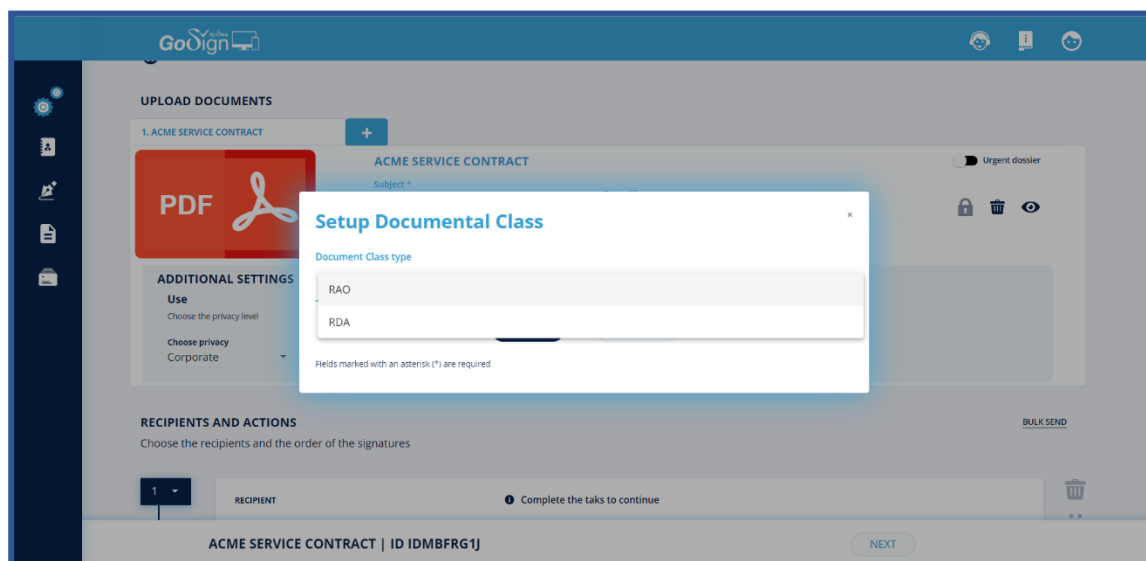 GoSign
UPLOAD DOCUMENTS
1. ACME SERVICE CONTRACT
+
ACME SERVICE CONTRACT
Urgent dossier
Subject *
PDF
Setup Documental Class
×
Document Class type
RAO
RDA
Fields marked with an asterisk (*) are required
ADDITIONAL SETTINGS
Use
Choose the privacy level
Choose privacy
Corporate
RECIPIENTS AND ACTIONS
BULK SEND
Choose the recipients and the order of the signatures
1
RECIPIENT
Complete the taks to continue
ACME SERVICE CONTRACT | ID IDMBFRG1J
NEXT